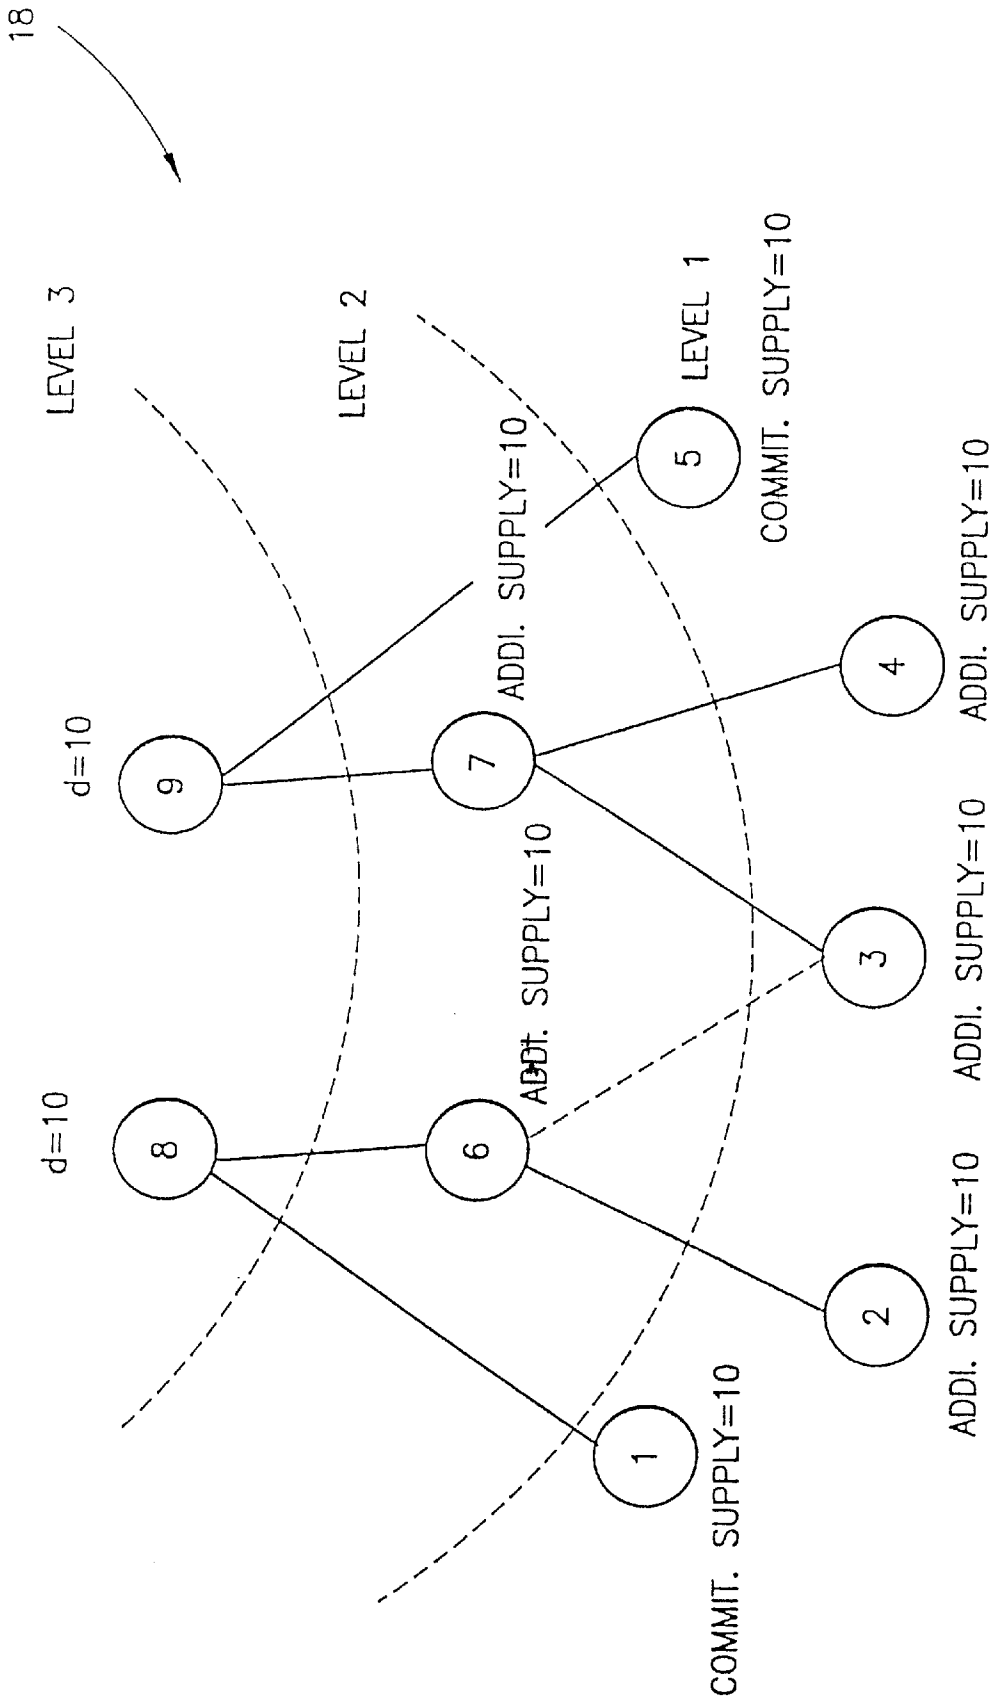 18
LEVEL 3
d=10
d=10
8
9
LEVEL 2
6
7
ADDI. SUPPLY=10
ADDI. SUPPLY=10
1
5
LEVEL 1
COMMIT. SUPPLY=10
COMMIT. SUPPLY=10
2
3
4
ADDI. SUPPLY=10
ADDI. SUPPLY=10
ADDI. SUPPLY=10